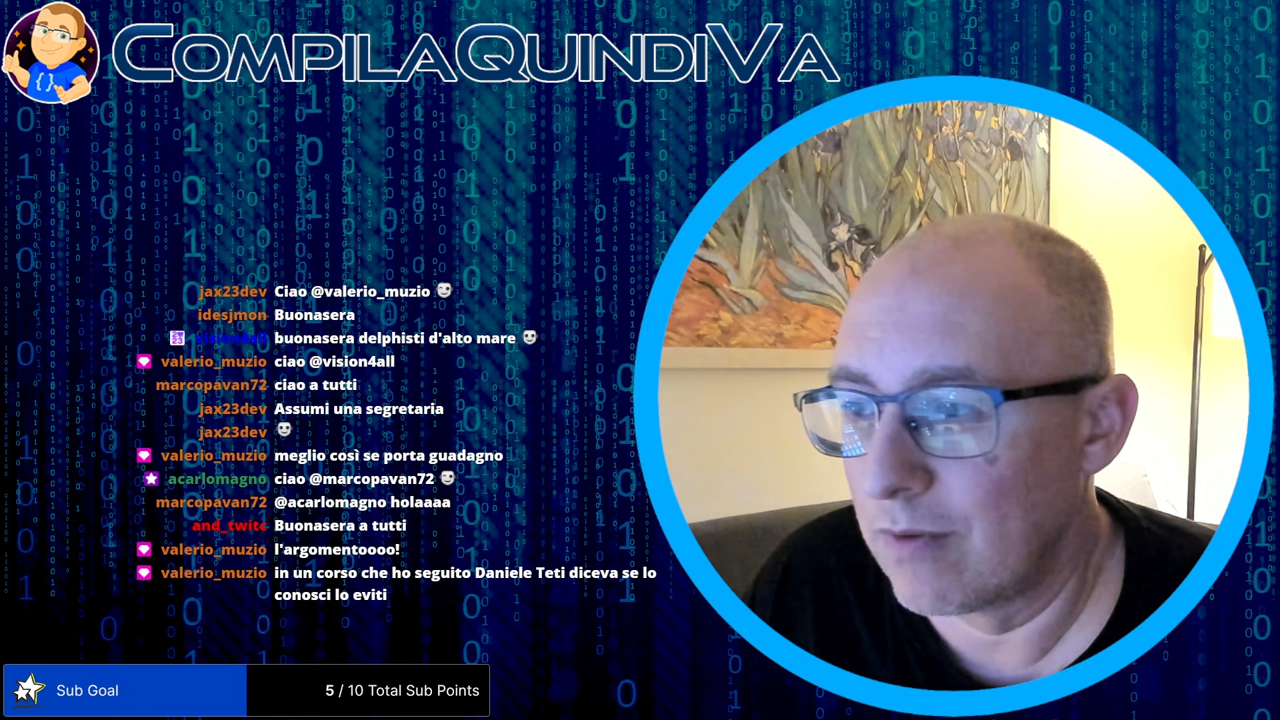 CompilaQuindiVa
{ }
jax23dev Ciao @valerio_muzio
idesjmon Buonasera
vision4all buonasera delphisti d'alto mare
valerio_muzio ciao @vision4all
marcopavan72 ciao a tutti
jax23dev Assumi una segretaria
jax23dev
valerio_muzio meglio così se porta guadagno
acarlomagno ciao @marcopavan72
marcopavan72 @acarlomagno holaaaa
and_twitc Buonasera a tutti
valerio_muzio l'argomentoooo!
valerio_muzio in un corso che ho seguito Daniele Teti diceva se lo
conosci lo eviti
Sub Goal 5 / 10 Total Sub Points